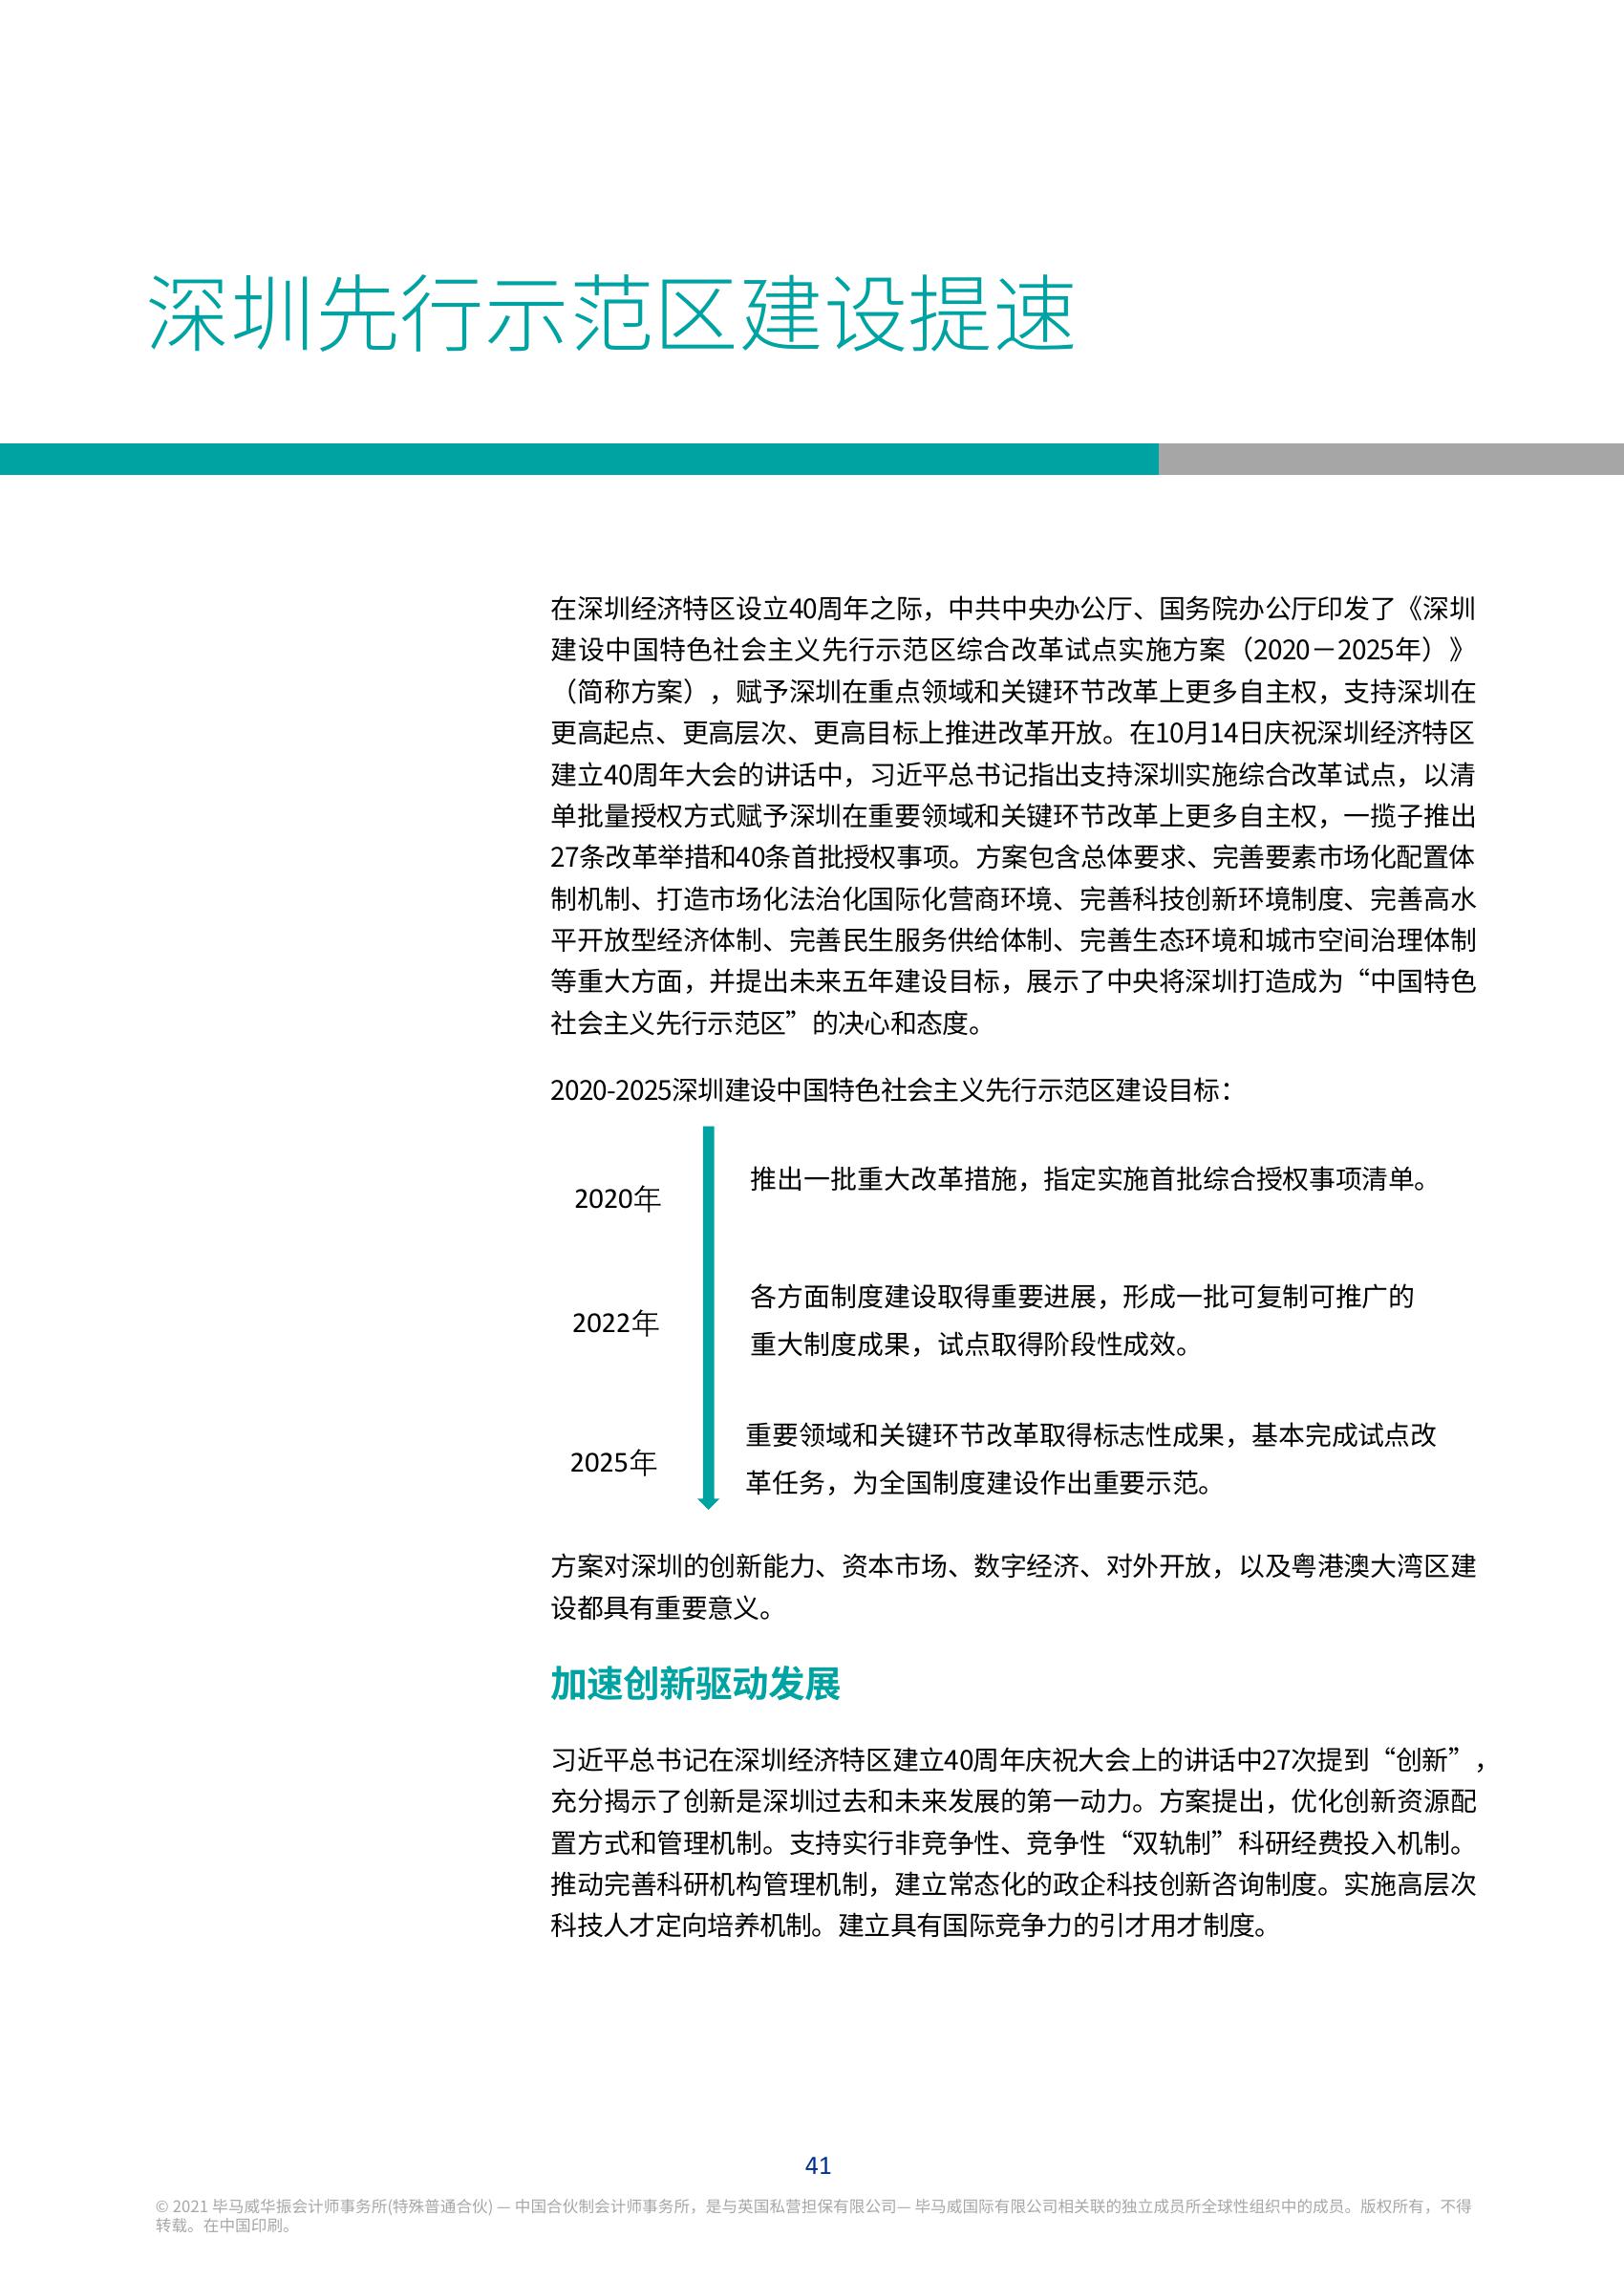 深圳先行示范区建设提速
在深圳经济特区设立40周年之际，中共中央办公厅、国务院办公厅印发了《深圳
建设中国特色社会主义先行示范区综合改革试点实施方案（2020－2025年）》
（简称方案），赋予深圳在重点领域和关键环节改革上更多自主权，支持深圳在
更高起点、更高层次、更高目标上推进改革开放。在10月14日庆祝深圳经济特区
建立40周年大会的讲话中，习近平总书记指出支持深圳实施综合改革试点，以清
单批量授权方式赋予深圳在重要领域和关键环节改革上更多自主权，一揽子推出
27条改革举措和40条首批授权事项。方案包含总体要求、完善要素市场化配置体
制机制、打造市场化法治化国际化营商环境、完善科技创新环境制度、完善高水
平开放型经济体制、完善民生服务供给体制、完善生态环境和城市空间治理体制
等重大方面，并提出未来五年建设目标，展示了中央将深圳打造成为“中国特色
社会主义先行示范区”的决心和态度。
2020-2025深圳建设中国特色社会主义先行示范区建设目标：
2020年
推出一批重大改革措施，指定实施首批综合授权事项清单。
2022年
各方面制度建设取得重要进展，形成一批可复制可推广的
重大制度成果，试点取得阶段性成效。
2025年
重要领域和关键环节改革取得标志性成果，基本完成试点改
革任务，为全国制度建设作出重要示范。
方案对深圳的创新能力、资本市场、数字经济、对外开放，以及粤港澳大湾区建
设都具有重要意义。
加速创新驱动发展
习近平总书记在深圳经济特区建立40周年庆祝大会上的讲话中27次提到“创新”，
充分揭示了创新是深圳过去和未来发展的第一动力。方案提出，优化创新资源配
置方式和管理机制。支持实行非竞争性、竞争性“双轨制”科研经费投入机制。
推动完善科研机构管理机制，建立常态化的政企科技创新咨询制度。实施高层次
科技人才定向培养机制。建立具有国际竞争力的引才用才制度。
41
© 2021 毕马威华振会计师事务所(特殊普通合伙) — 中国合伙制会计师事务所，是与英国私营担保有限公司— 毕马威国际有限公司相关联的独立成员所全球性组织中的成员。版权所有，不得
转载。在中国印刷。